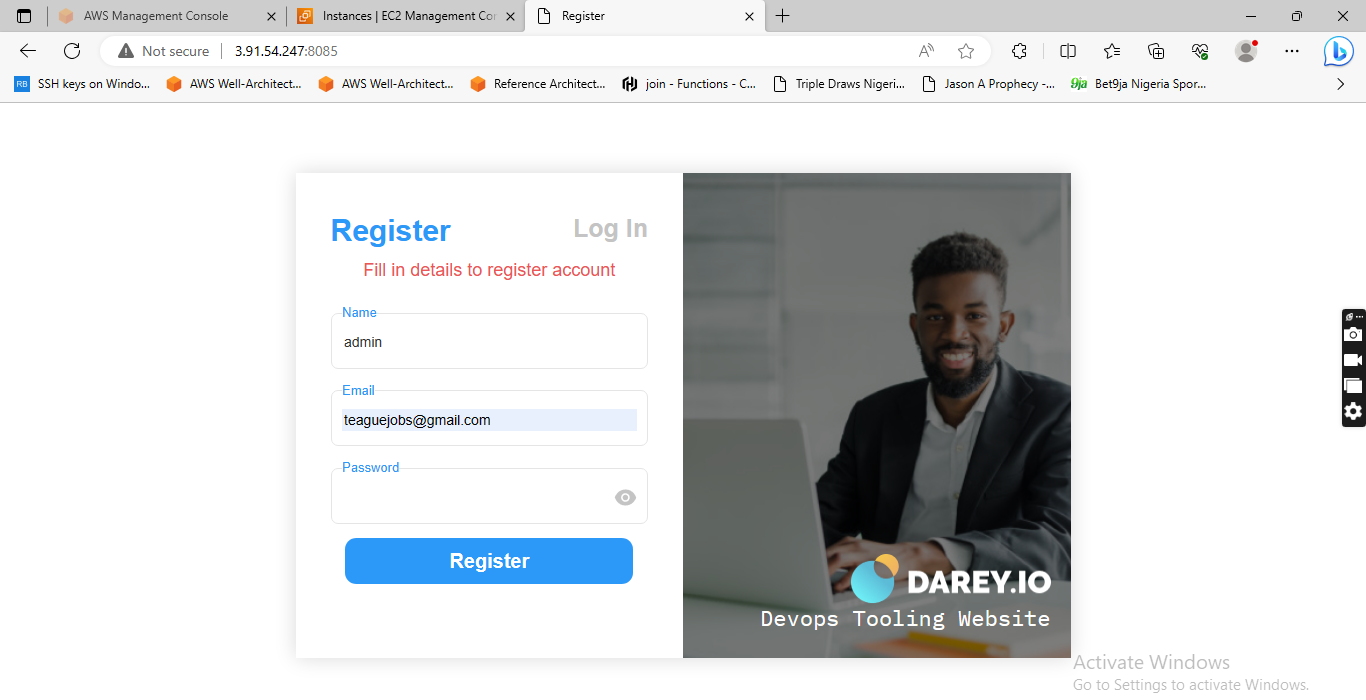 AWS Management Console
Instances | EC2 Management Co
Register
Not secure
3.91.54.247:8085
SSH keys on Windo...
AWS Well-Architect...
AWS Well-Architect...
Reference Architect...
join - Functions - C...
Triple Draws Nigeri...
Jason A Prophecy -...
Bet9ja Nigeria Spor...
Register
Log In
Fill in details to register account
Name
admin
Email
teaguejobs@gmail.com
Password
Register
DAREY.IO
Devops Tooling Website
Activate Windows
Go to Settings to activate Windows.